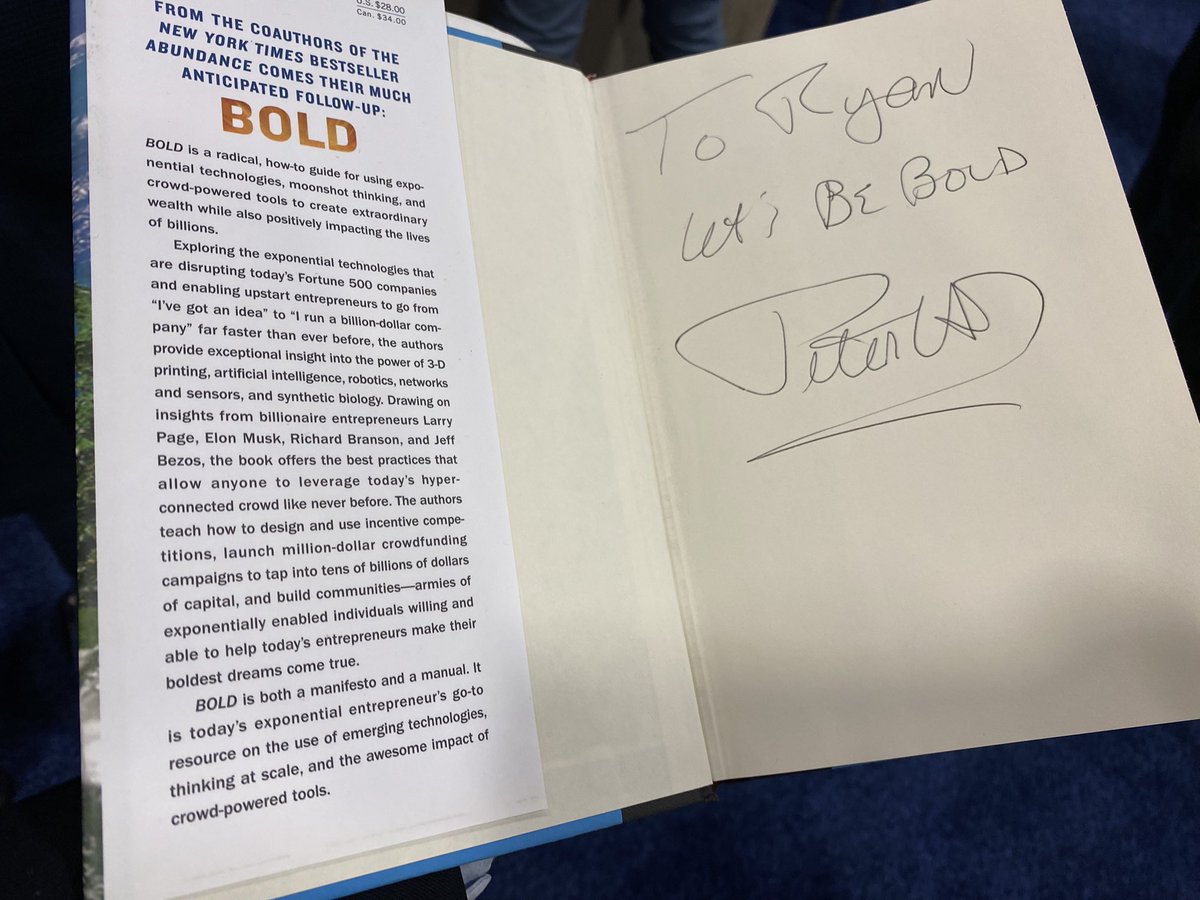 U.S. $28.00
Can. $34.00
FROM THE COAUTHORS OF THE
NEW YORK TIMES BESTSELLER
ABUNDANCE COMES THEIR MUCH
ANTICIPATED FOLLOW-UP:
BOLD
BOLD is a radical, how-to guide for using expo-
nential technologies, moonshot thinking, and
crowd-powered tools to create extraordinary
wealth while also positively impacting the lives
of billions.
Exploring the exponential technologies that
are disrupting today's Fortune 500 companies
and enabling upstart entrepreneurs to go from
“I've got an idea” to “I run a billion-dollar com-
pany” far faster than ever before, the authors
provide exceptional insight into the power of 3-D
printing, artificial intelligence, robotics, networks
and sensors, and synthetic biology. Drawing on
insights from billionaire entrepreneurs Larry
Page, Elon Musk, Richard Branson, and Jeff
Bezos, the book offers the best practices that
allow anyone to leverage today's hyper-
connected crowd like never before. The authors
teach how to design and use incentive compe-
titions, launch million-dollar crowdfunding
campaigns to tap into tens of billions of dollars
of capital, and build communities—armies of
exponentially enabled individuals willing and
able to help today's entrepreneurs make their
boldest dreams come true.
BOLD is both a manifesto and a manual. It
is today's exponential entrepreneur's go-to
resource on the use of emerging technologies,
thinking at scale, and the awesome impact of
crowd-powered tools.
To Ryan
Let's BE BOLD
Peter